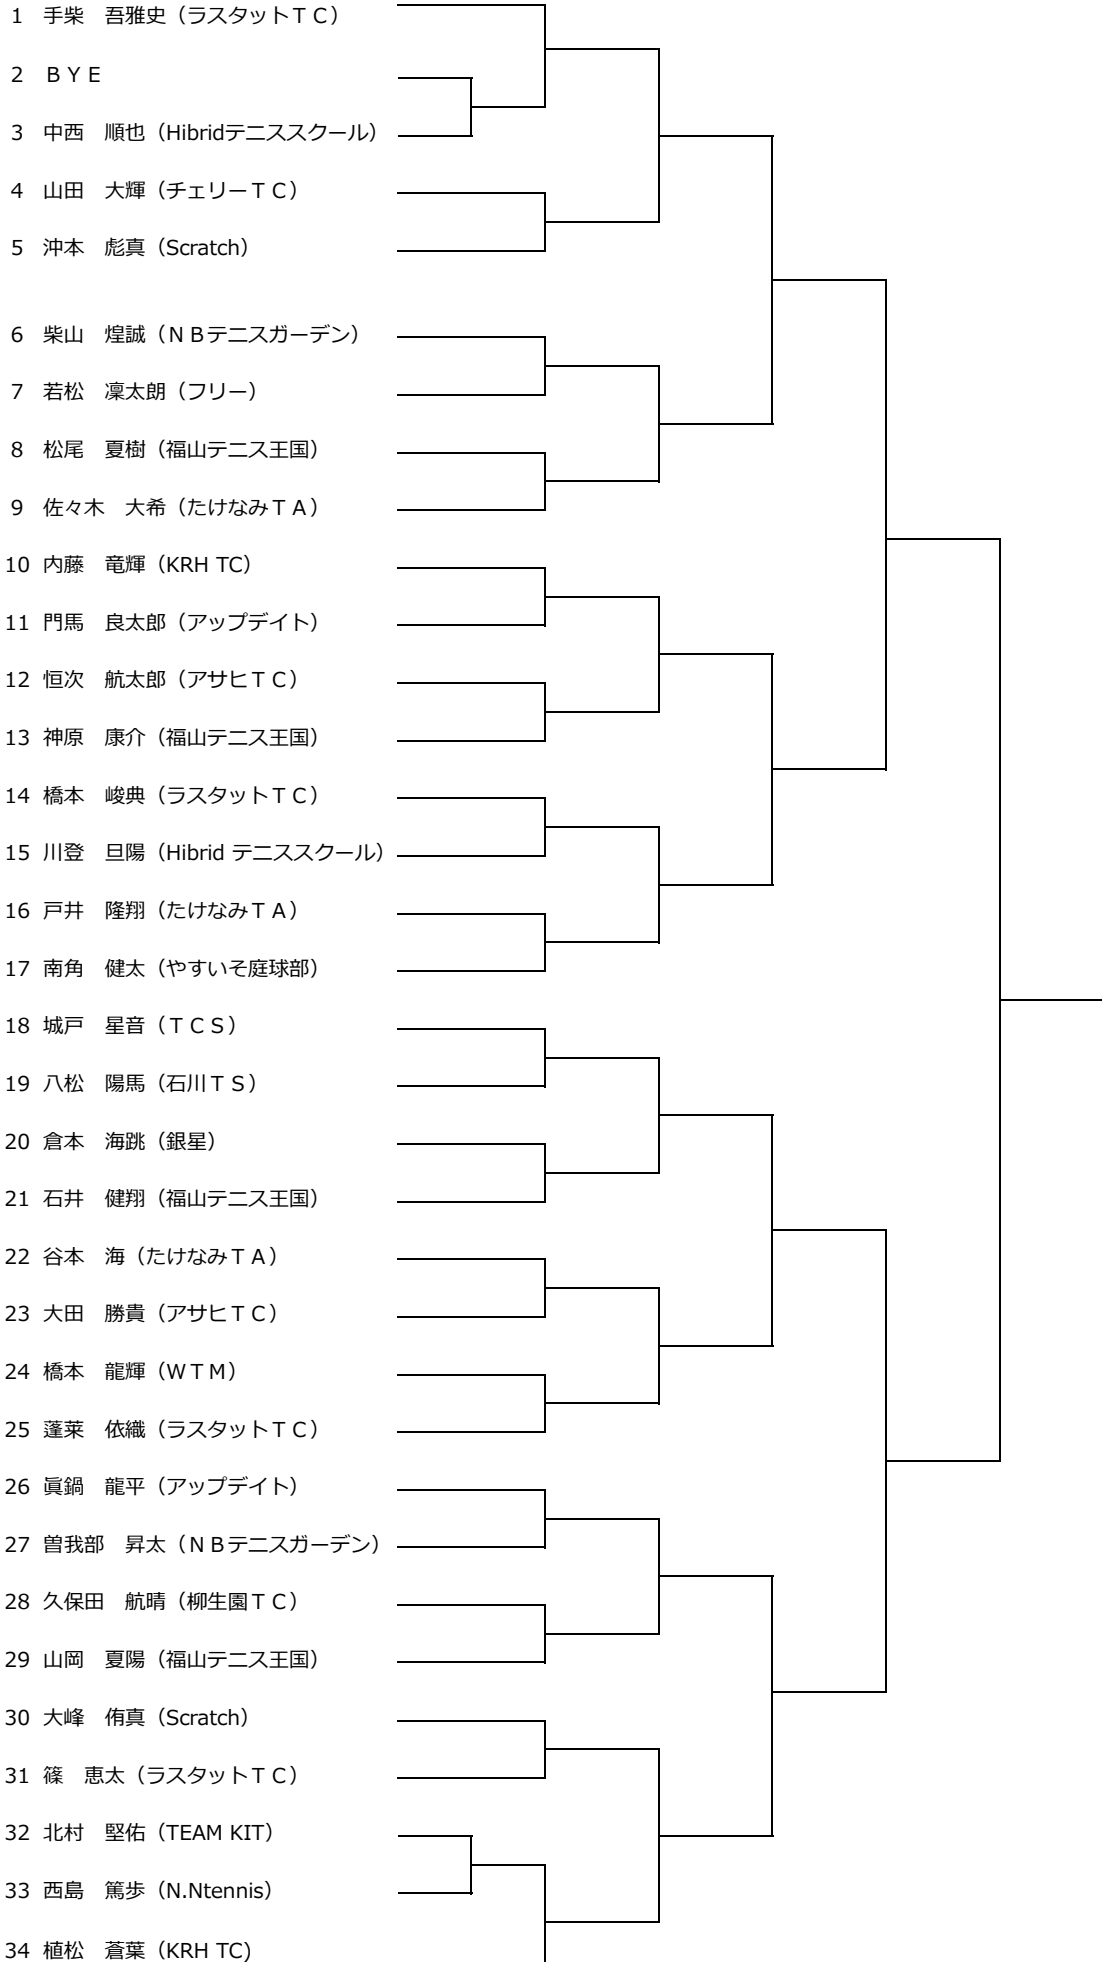 1 手柴　吾雅史（ラスタットＴＣ）
2 ＢＹＥ
3 中西　順也（Hibridテニススクール）
4 山田　大輝（チェリーＴＣ）
5 沖本　彪真（Scratch）
6 柴山　煌誠（ＮＢテニスガーデン）
7 若松　凜太朗（フリー）
8 松尾　夏樹（福山テニス王国）
9 佐々木　大希（たけなみＴＡ）
10 内藤　竜輝（KRH TC）
11 門馬　良太郎（アップデイト）
12 恒次　航太郎（アサヒＴＣ）
13 神原　康介（福山テニス王国）
14 橋本　峻典（ラスタットＴＣ）
15 川登　旦陽（Hibrid テニススクール）
16 戸井　隆翔（たけなみＴＡ）
17 南角　健太（やすいそ庭球部）
18 城戸　星音（ＴＣＳ）
19 八松　陽馬（石川ＴＳ）
20 倉本　海跳（銀星）
21 石井　健翔（福山テニス王国）
22 谷本　海（たけなみＴＡ）
23 大田　勝貴（アサヒＴＣ）
24 橋本　龍輝（ＷＴＭ）
25 蓬莱　依織（ラスタットＴＣ）
26 眞鍋　龍平（アップデイト）
27 曽我部　昇太（ＮＢテニスガーデン）
28 久保田　航晴（柳生園ＴＣ）
29 山岡　夏陽（福山テニス王国）
30 大峰　侑真（Scratch）
31 篠　恵太（ラスタットＴＣ）
32 北村　堅佑（TEAM KIT）
33 西島　篤歩（N.Ntennis）
34 植松　蒼葉（KRH TC)